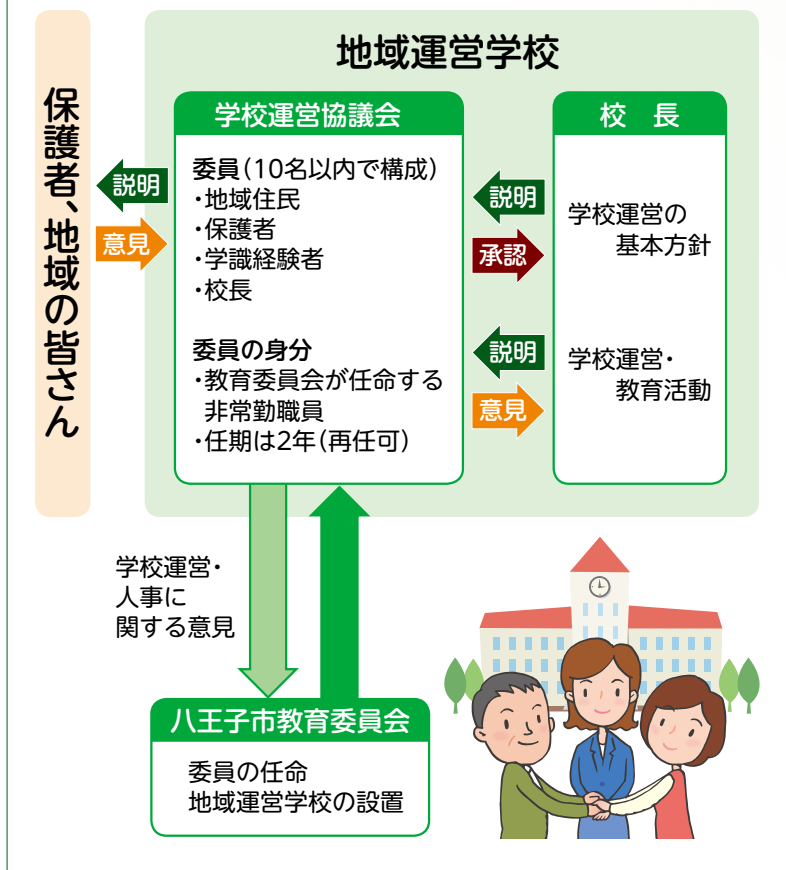 地域運営学校
保護者、地域の皆さん
説明
意見
学校運営協議会
委員(10名以内で構成)
・地域住民
・保護者
・学識経験者
・校長
委員の身分
・教育委員会が任命する
非常勤職員
・任期は2年(再任可)
説明
承認
説明
意見
校　長
学校運営の
基本方針
学校運営・
教育活動
学校運営・
人事に
関する意見
八王子市教育委員会
委員の任命
地域運営学校の設置